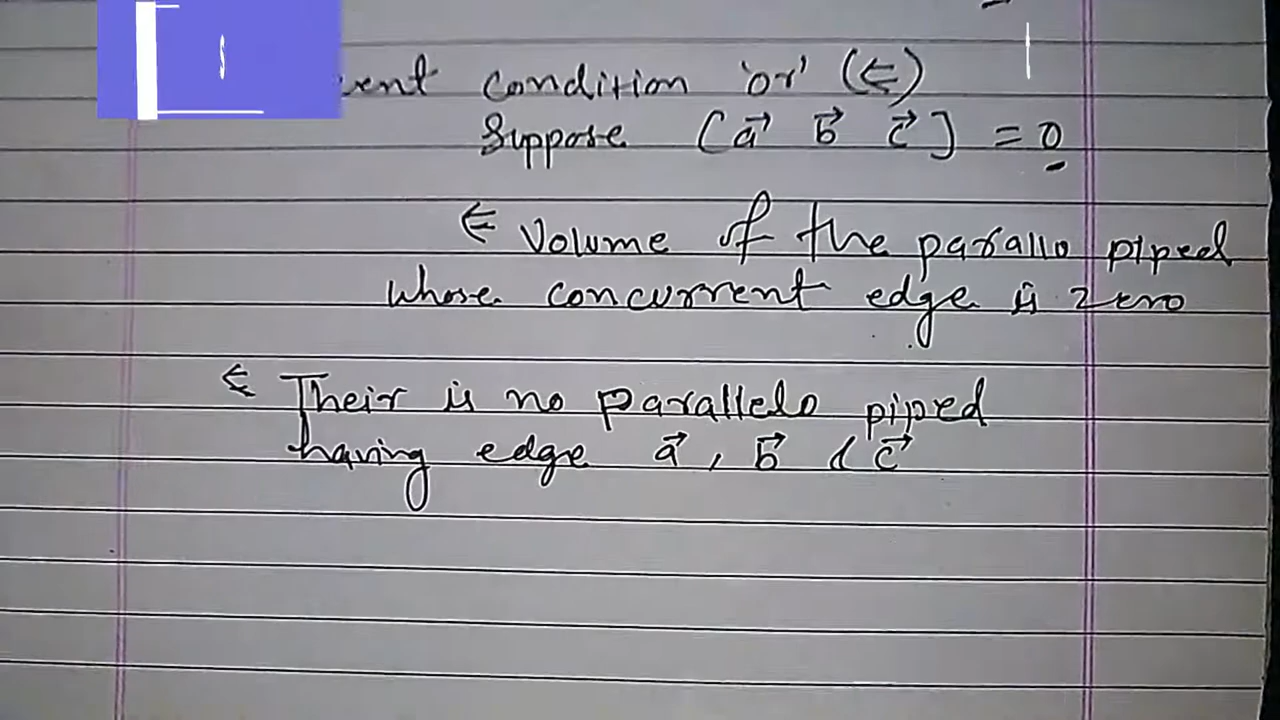 condition 'or' (⇐)
Suppose [a⃗ b⃗ c⃗] = 0
⇐ Volume of the parallo piped
whose concurrent edge is zero
⇐ Their is no parallelo piped
having edge a⃗, b⃗ & c⃗